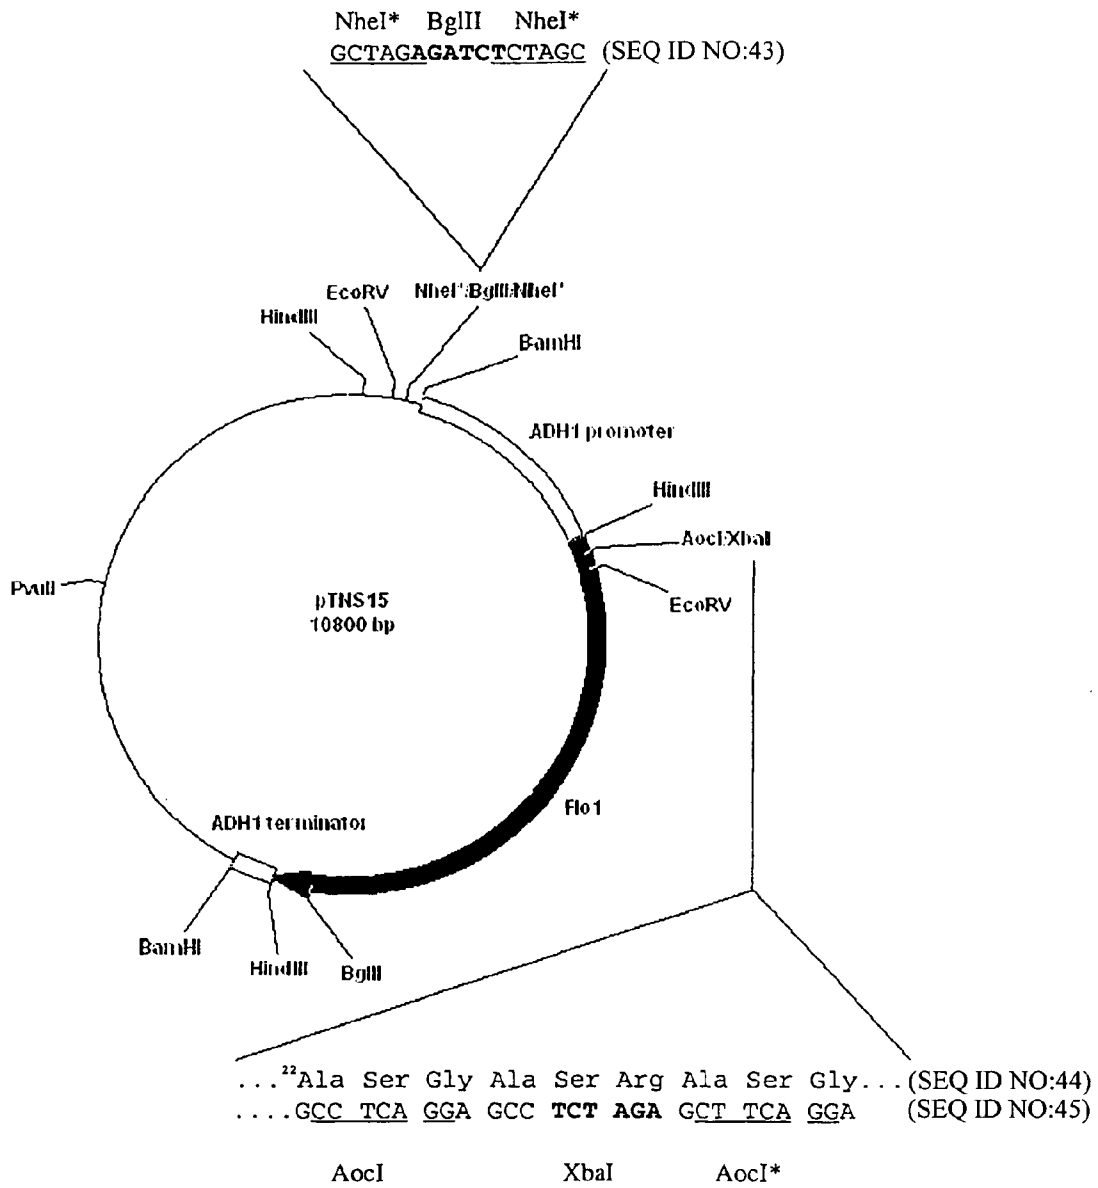 NheI* BglII NheI*
GCTAGAGATCTCTAGC (SEQ ID NO:43)
EcoRV
NheI*/BglII/NheI*
HindIII
BamHI
ADH1 promoter
HindIII
AocI/XbaI
PvuII
pTNS15
10800 bp
EcoRV
Flo1
ADH1 terminator
BamHI
HindIII
BglII
...²²Ala Ser Gly Ala Ser Arg Ala Ser Gly... (SEQ ID NO:44)
....GCC TCA GGA GCC TCT AGA GCT TCA GGA (SEQ ID NO:45)
AocI XbaI AocI*